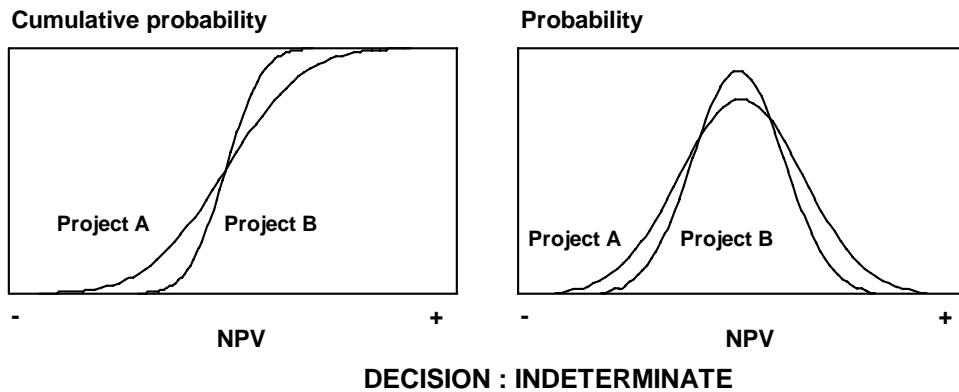 Cumulative probability
Probability
Project A
Project B
Project A
Project B
-
+
-
+
NPV
NPV
DECISION : INDETERMINATE